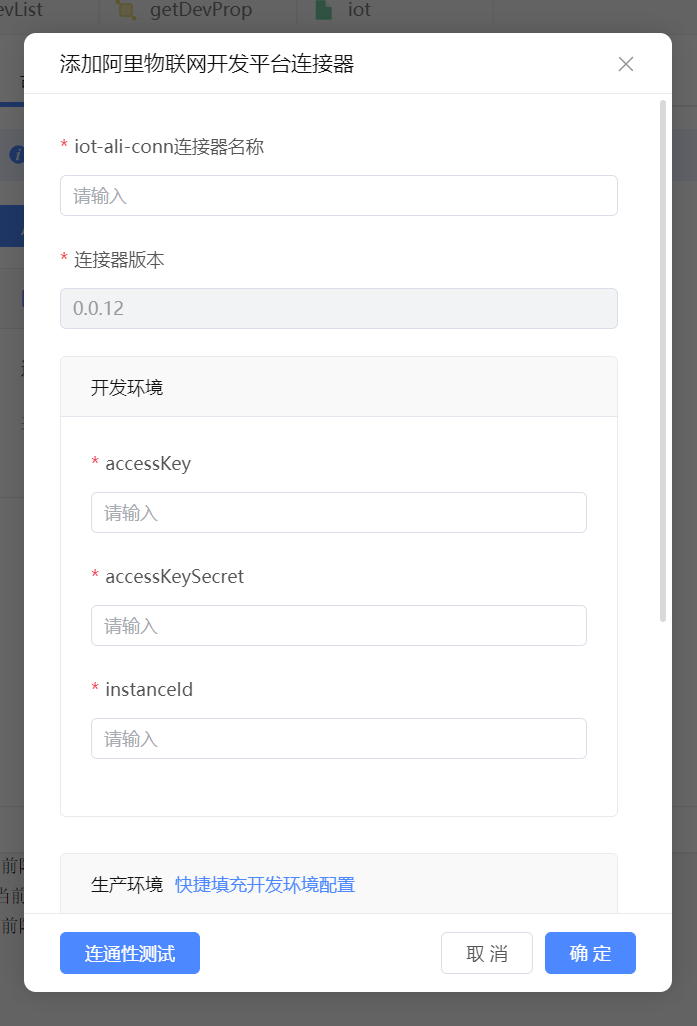 evList
getDevProp
iot
添加阿里物联网开发平台连接器
* iot-ali-conn连接器名称
请输入
* 连接器版本
0.0.12
开发环境
* accessKey
请输入
* accessKeySecret
请输入
* instanceId
请输入
生产环境 快捷填充开发环境配置
前
当前
前
连通性测试
取 消
确 定